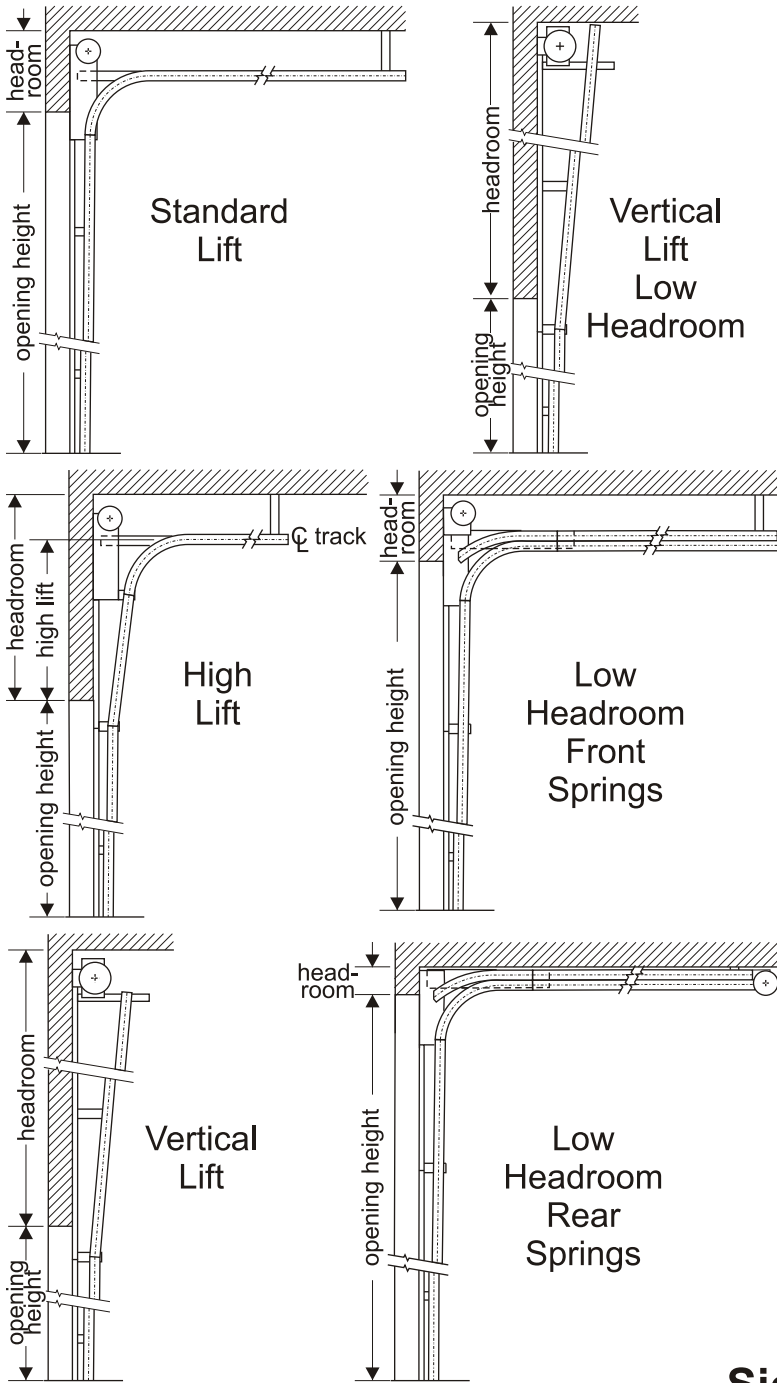 head-
room
opening height
Standard
Lift
headroom
opening
height
Vertical
Lift
Low
Headroom
headroom
high lift
opening height
℄ track
High
Lift
head-
room
opening height
Low
Headroom
Front
Springs
headroom
opening
height
Vertical
Lift
head-
room
opening height
Low
Headroom
Rear
Springs